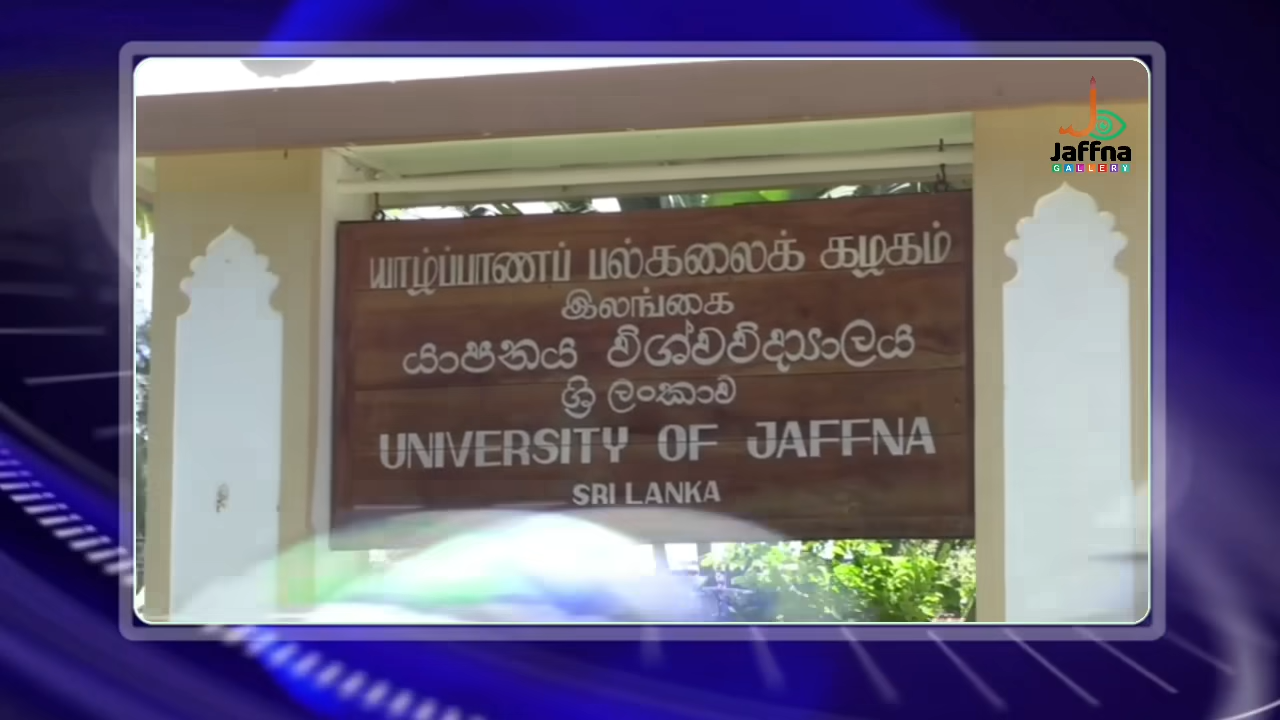 Jaffna
GALLERY
யாழ்ப்பாணப் பல்கலைக் கழகம்
இலங்கை
යාපනය විශ්වවිද්‍යාලය
ශ්‍රී ලංකාව
UNIVERSITY OF JAFFNA
SRI LANKA